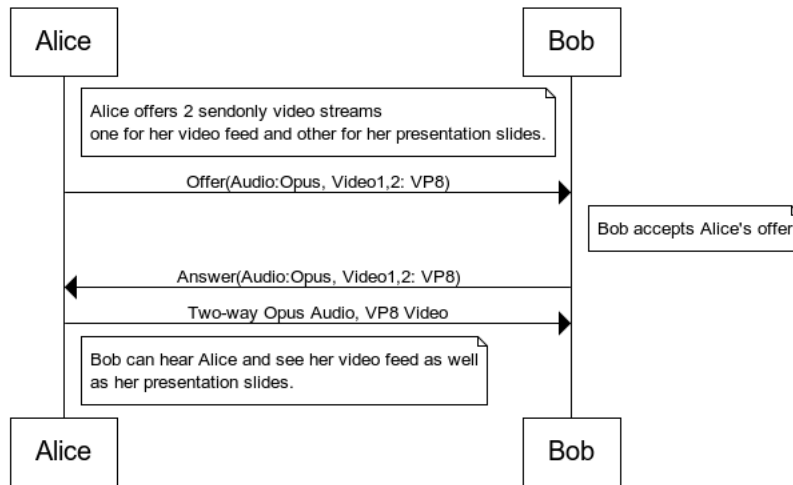 Alice
Bob
Alice offers 2 sendonly video streams
one for her video feed and other for her presentation slides.
Offer(Audio:Opus, Video1,2: VP8)
Bob accepts Alice's offer
Answer(Audio:Opus, Video1,2: VP8)
Two-way Opus Audio, VP8 Video
Bob can hear Alice and see her video feed as well
as her presentation slides.
Alice
Bob